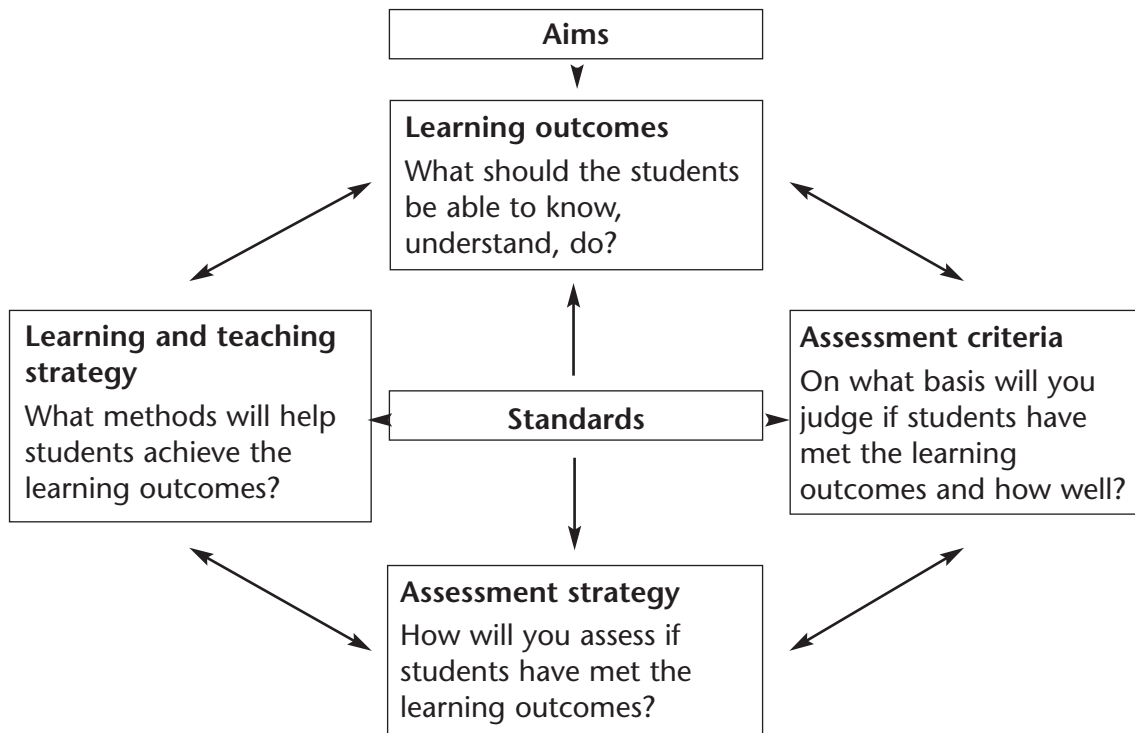 Aims
Learning outcomes
What should the students
be able to know,
understand, do?
Learning and teaching
strategy
What methods will help
students achieve the
learning outcomes?
Standards
Assessment criteria
On what basis will you
judge if students have
met the learning
outcomes and how well?
Assessment strategy
How will you assess if
students have met the
learning outcomes?